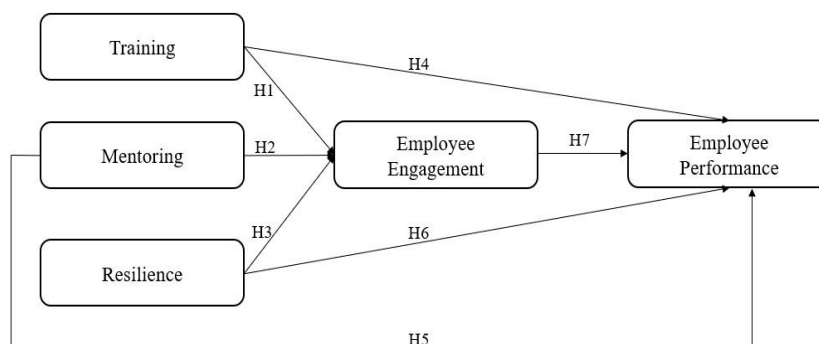 Training
H4
H1
Mentoring
H2
Employee
Engagement
H7
Employee
Performance
H3
H6
Resilience
H5